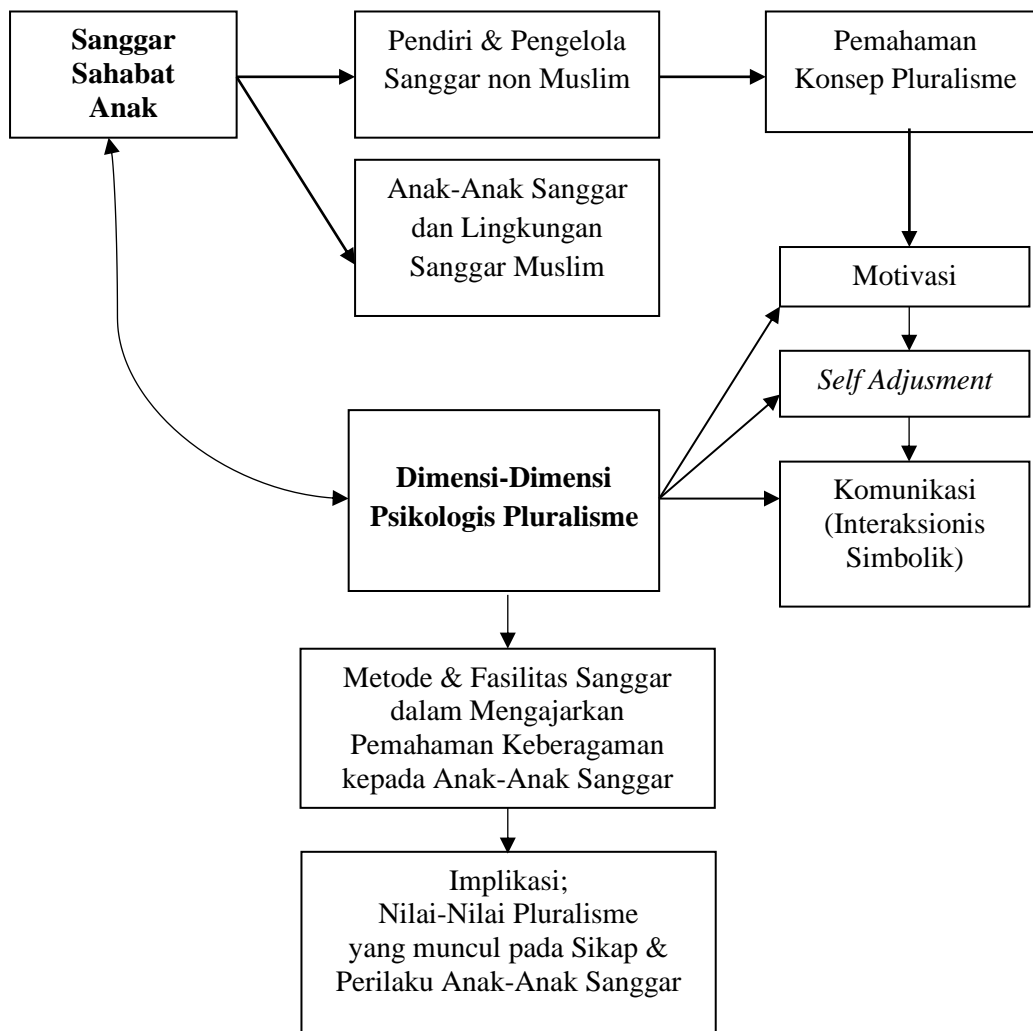 Sanggar
Sahabat
Anak
Pendiri & Pengelola
Sanggar non Muslim
Pemahaman
Konsep Pluralisme
Anak-Anak Sanggar
dan Lingkungan
Sanggar Muslim
Motivasi
Self Adjusment
Dimensi-Dimensi
Psikologis Pluralisme
Komunikasi
(Interaksionis
Simbolik)
Metode & Fasilitas Sanggar
dalam Mengajarkan
Pemahaman Keberagaman
kepada Anak-Anak Sanggar
Implikasi;
Nilai-Nilai Pluralisme
yang muncul pada Sikap &
Perilaku Anak-Anak Sanggar